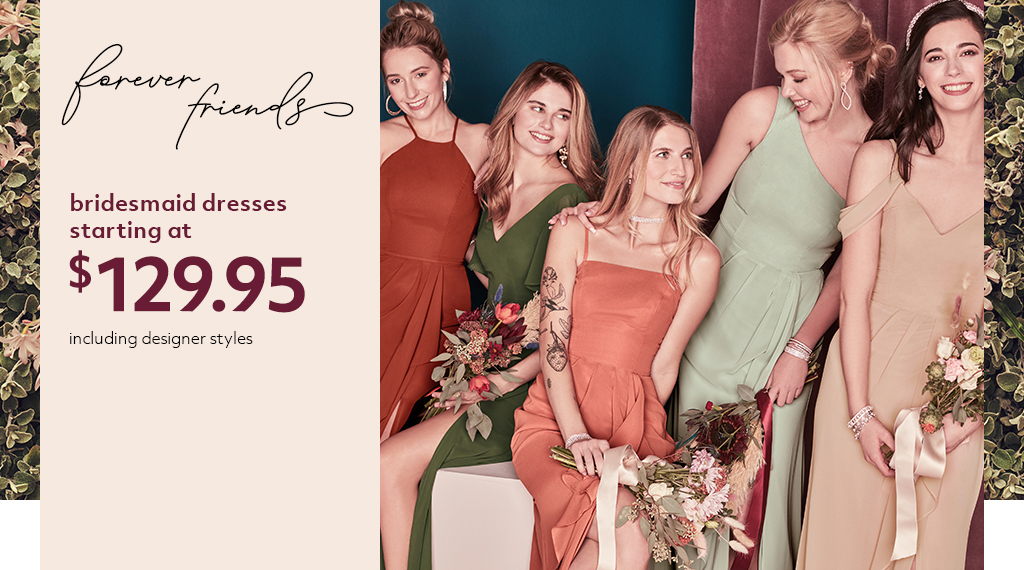 forever
friends
bridesmaid dresses
starting at
$129.95
including designer styles